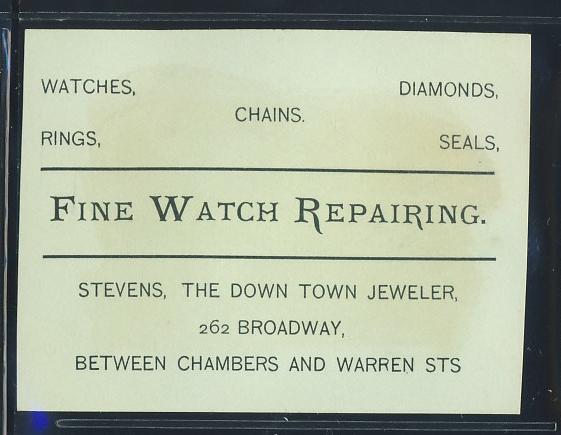 WATCHES, DIAMONDS,
CHAINS.
RINGS, SEALS,
FINE WATCH REPAIRING.
STEVENS, THE DOWN TOWN JEWELER,
262 BROADWAY,
BETWEEN CHAMBERS AND WARREN STS